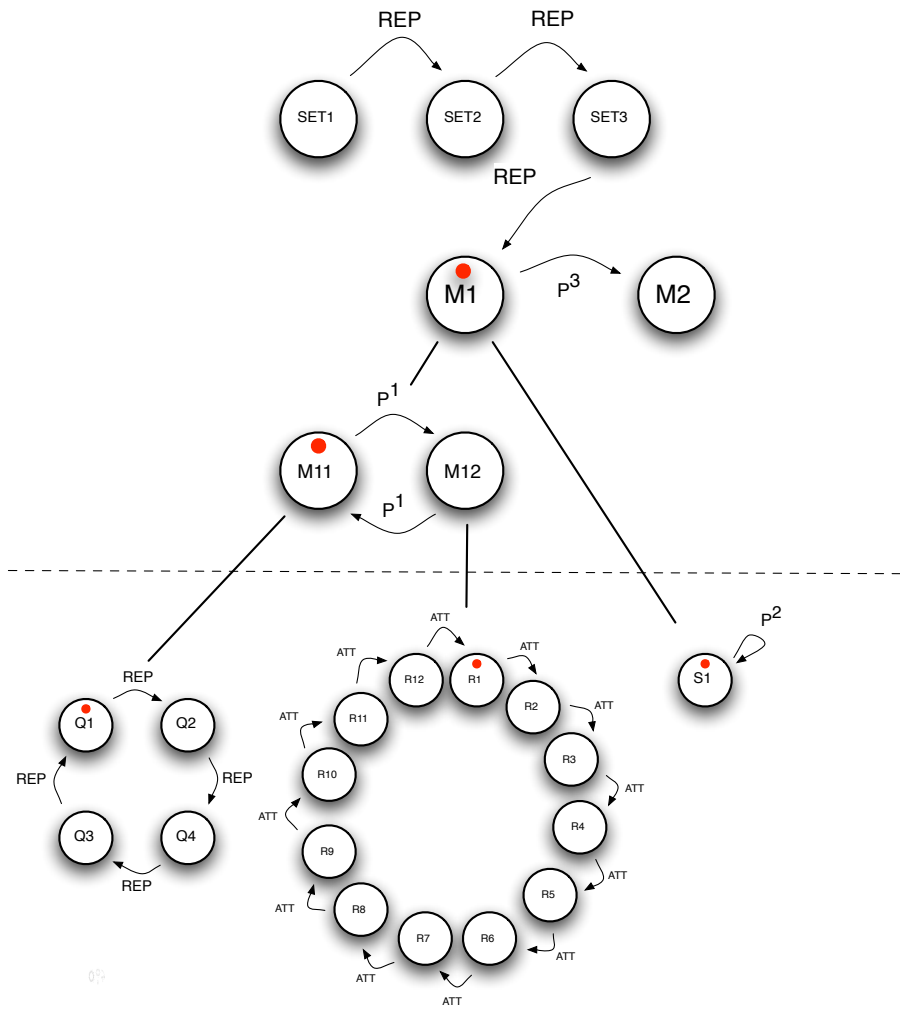 REP
REP
SET1
SET2
SET3
REP
M1
P3
M2
P1
M11
M12
P1
P2
ATT
ATT
ATT
S1
REP
R12
R1
Q1
Q2
ATT
R11
R2
ATT
R3
REP
REP
R10
ATT
ATT
R4
Q3
Q4
R9
ATT
REP
R5
ATT
R8
R7
R6
ATT
ATT
ATT